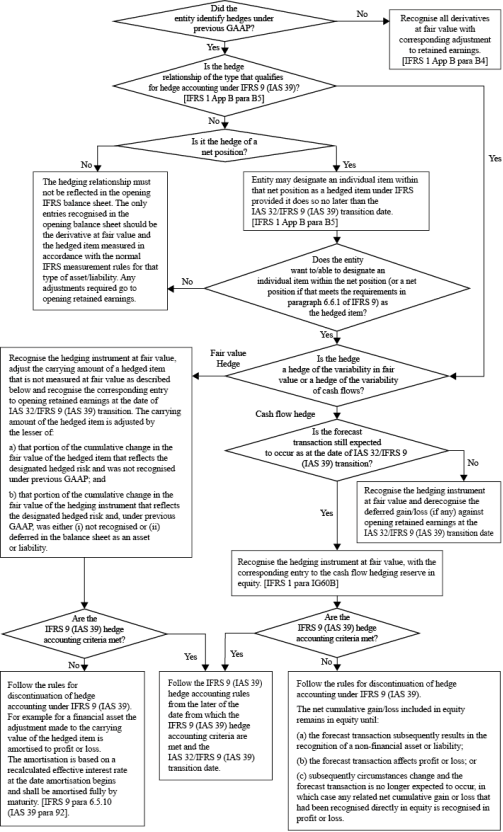 Did the
entity identify hedges under
previous GAAP?
No
Recognise all derivatives
at fair value with
corresponding adjustment
to retained earnings.
[IFRS 1 App B para B4]
Yes
Is the hedge
relationship of the type that qualifies
for hedge accounting under IFRS 9 (IAS 39)?
[IFRS 1 App B para B5]
No
Yes
Is it the hedge of a
net position?
No
Yes
The hedging relationship must
not be reflected in the opening
IFRS balance sheet. The only
entries recognised in the
opening balance sheet should be
the derivative at fair value and
the hedged item measured in
accordance with the normal
IFRS measurement rules for that
type of asset/liability. Any
adjustments required go to
opening retained earnings.
Entity may designate an individual item within
that net position as a hedged item under IFRS
provided it does so no later than the
IAS 32/IFRS 9 (IAS 39) transition date.
[IFRS 1 App B para B5]
Does the entity
want to/able to designate an
individual item within the net position (or a net
position if that meets the requirements in
paragraph 6.6.1 of IFRS 9) as
the hedged item?
No
Yes
Fair value
Hedge
Is the hedge
a hedge of the variability in fair
value or a hedge of the variability
of cash flows?
Recognise the hedging instrument at fair value,
adjust the carrying amount of a hedged item
that is not measured at fair value as described
below and recognise the corresponding entry
to opening retained earnings at the date of
IAS 32/IFRS 9 (IAS 39) transition. The carrying
amount of the hedged item is adjusted by
the lesser of:
a) that portion of the cumulative change in the
fair value of the hedged item that reflects the
designated hedged risk and was not recognised
under previous GAAP; and
b) that portion of the cumulative change in the
fair value of the hedging instrument that reflects
the designated hedged risk and, under previous
GAAP, was either (i) not recognised or (ii)
deferred in the balance sheet as an asset
or liability.
Cash flow hedge
Is the forecast
transaction still expected
to occur as at the date of IAS 32/IFRS 9
(IAS 39) transition?
No
Yes
Recognise the hedging instrument
at fair value and derecognise the
deferred gain/loss (if any) against
opening retained earnings at the
IAS 32/IFRS 9 (IAS 39) transition date
Recognise the hedging instrument at fair value, with the
corresponding entry to the cash flow hedging reserve in
equity. [IFRS 1 para IG60B]
Are the
IFRS 9 (IAS 39) hedge
accounting criteria met?
Yes
No
Are the
IFRS 9 (IAS 39) hedge
accounting criteria met?
Yes
No
Follow the rules for
discontinuation of hedge
accounting under IFRS 9 (IAS 39).
For example for a financial asset the
adjustment made to the carrying
value of the hedged item is
amortised to profit or loss.
The amortisation is based on a
recalculated effective interest rate
at the date amortisation begins
and shall be amortised fully by
maturity. [IFRS 9 para 6.5.10
(IAS 39 para 92].
Follow the IFRS 9 (IAS 39)
hedge accounting rules
from the later of the
date from which the
IFRS 9 (IAS 39) hedge
accounting criteria are
met and the
IAS 32/IFRS 9 (IAS 39)
transition date.
Follow the rules for discontinuation of hedge
accounting under IFRS 9 (IAS 39).
The net cumulative gain/loss included in equity
remains in equity until:
(a) the forecast transaction subsequently results in the
recognition of a non-financial asset or liability;
(b) the forecast transaction affects profit or loss; or
(c) subsequently circumstances change and the
forecast transaction is no longer expected to occur, in
which case any related net cumulative gain or loss that
had been recognised directly in equity is recognised in
profit or loss.